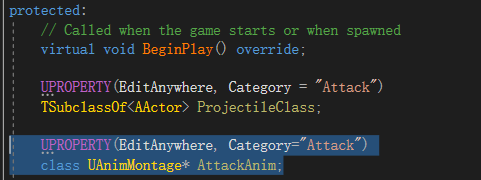 protected:
// Called when the game starts or when spawned
virtual void BeginPlay() override;
UPROPERTY(EditAnywhere, Category = "Attack")
TSubclassOf<AActor> ProjectileClass;
UPROPERTY(EditAnywhere, Category="Attack")
class UAnimMontage* AttackAnim;